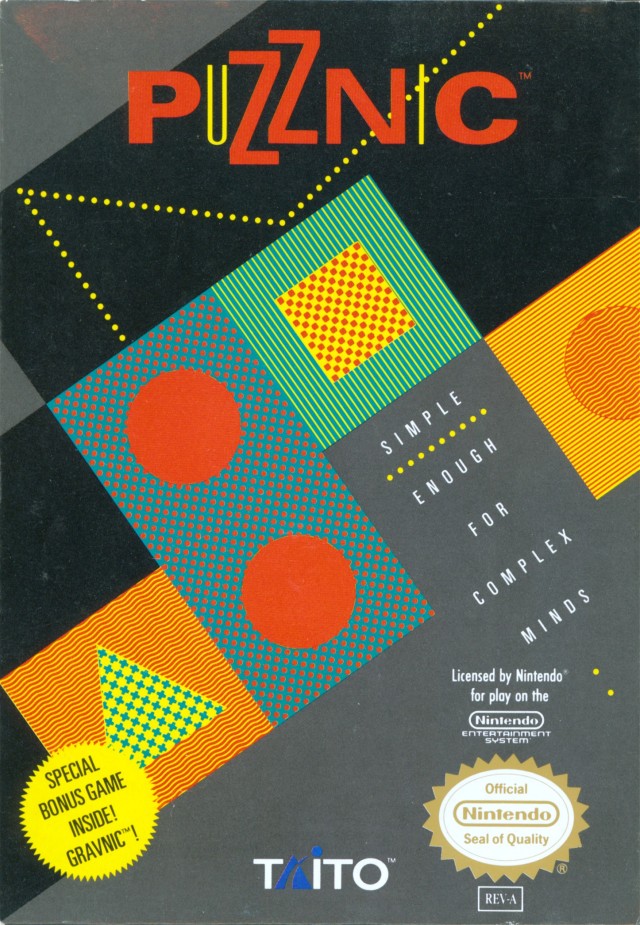 PUZZNIC™
SIMPLE
ENOUGH
FOR
COMPLEX
MINDS
Licensed by Nintendo®
for play on the
Nintendo
ENTERTAINMENT
SYSTEM
SPECIAL
BONUS GAME
INSIDE!
GRAVNIC™!
Official
Nintendo
Seal of Quality
®
TAITO™
REV-A